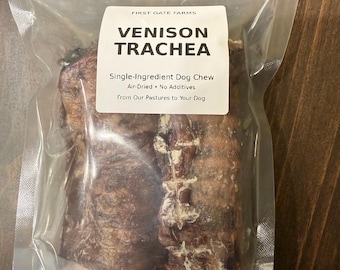 FIRST GATE FARMS
VENISON
TRACHEA
Single-Ingredient Dog Chew
Air-Dried • No Additives
From Our Pastures to Your Dog